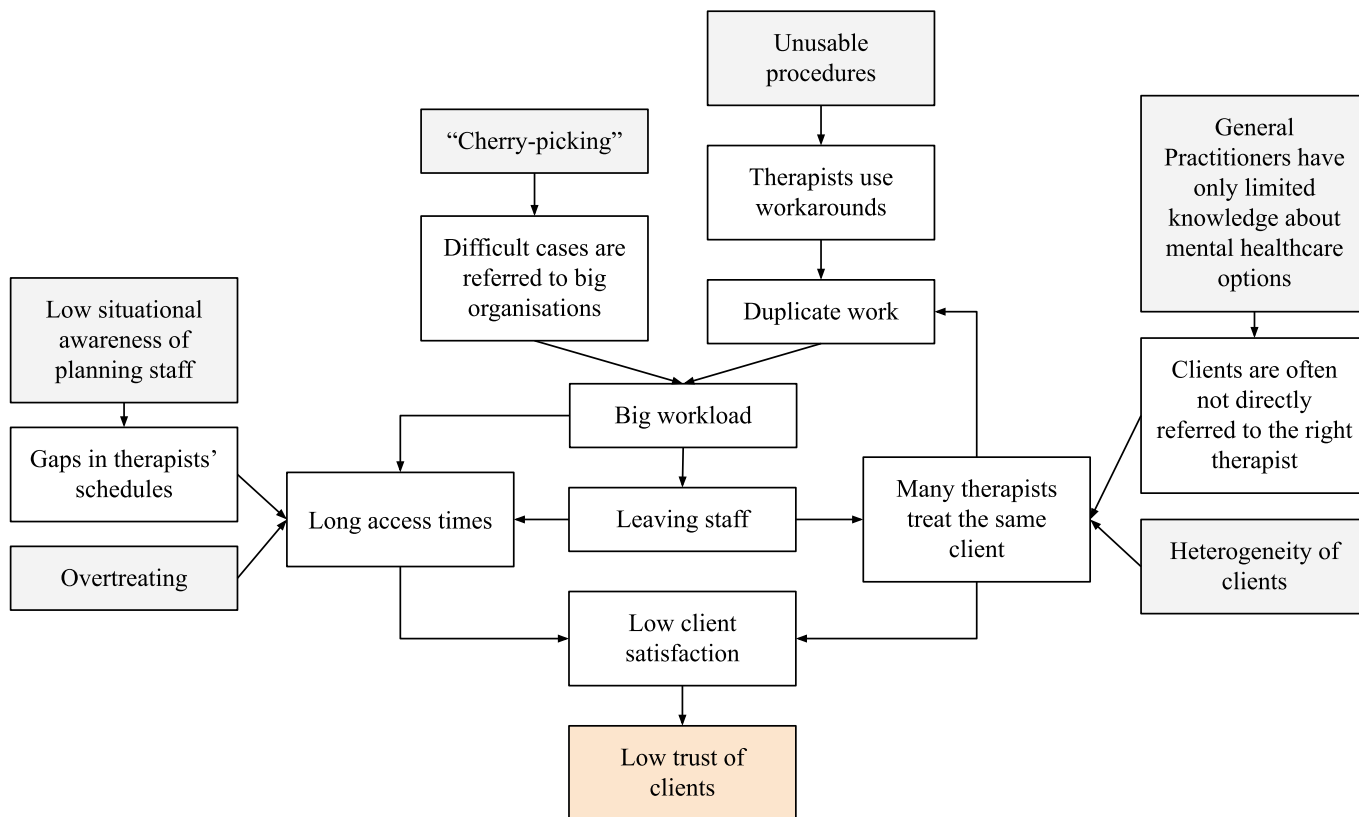 Unusable
procedures
“Cherry-picking”
General
Practitioners have
only limited
knowledge about
mental healthcare
options
Therapists use
workarounds
Difficult cases are
referred to big
organisations
Low situational
awareness of
planning staff
Duplicate work
Clients are often
not directly
referred to the right
therapist
Big workload
Gaps in therapists’
schedules
Long access times
Leaving staff
Many therapists
treat the same
client
Overtreating
Heterogeneity of
clients
Low client
satisfaction
Low trust of
clients